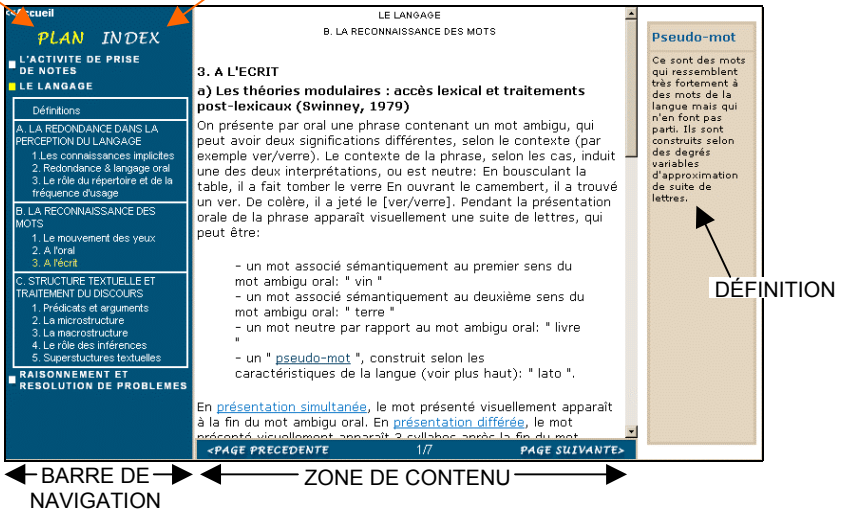 <<Accueil
PLAN INDEX
L'ACTIVITE DE PRISE
DE NOTES
LE LANGAGE
Définitions
A. LA REDONDANCE DANS LA
PERCEPTION DU LANGAGE
1.Les connaissances implicites
2. Redondance & langage oral
3. Le rôle du répertoire et de la
fréquence d'usage
B. LA RECONNAISSANCE DES
MOTS
1. Le mouvement des yeux
2. A l'oral
3. A l'écrit
C. STRUCTURE TEXTUELLE ET
TRAITEMENT DU DISCOURS
1. Prédicats et arguments
2. La microstructure
3. La macrostructure
4. Le rôle des inférences
5. Superstuctures textuelles
RAISONNEMENT ET
RESOLUTION DE PROBLEMES
LE LANGAGE
B. LA RECONNAISSANCE DES MOTS
3. A L'ECRIT
a) Les théories modulaires : accès lexical et traitements
post-lexicaux (Swinney, 1979)
On présente par oral une phrase contenant un mot ambigu, qui
peut avoir deux significations différentes, selon le contexte (par
exemple ver/verre). Le contexte de la phrase, selon les cas, induit
une des deux interprétations, ou est neutre: En bousculant la
table, il a fait tomber le verre En ouvrant le camembert, il a trouvé
un ver. De colère, il a jeté le [ver/verre]. Pendant la présentation
orale de la phrase apparaît visuellement une suite de lettres, qui
peut être:
- un mot associé sémantiquement au premier sens du
mot ambigu oral: " vin "
- un mot associé sémantiquement au deuxième sens du
mot ambigu oral: " terre "
- un mot neutre par rapport au mot ambigu oral: " livre
"
- un " pseudo-mot ", construit selon les
caractéristiques de la langue (voir plus haut): " lato ".
En présentation simultanée, le mot présenté visuellement apparaît
à la fin du mot ambigu oral. En présentation différée, le mot
présenté visuellement apparaît 3 syllabes après la fin du mot
<PAGE PRECEDENTE 1/7 PAGE SUIVANTE>
Pseudo-mot
Ce sont des mots
qui ressemblent
très fortement à
des mots de la
langue mais qui
n'en font pas
parti. Ils sont
construits selon
des degrés
variables
d'approximation
de suite de
lettres.
DÉFINITION
BARRE DE
NAVIGATION
ZONE DE CONTENU